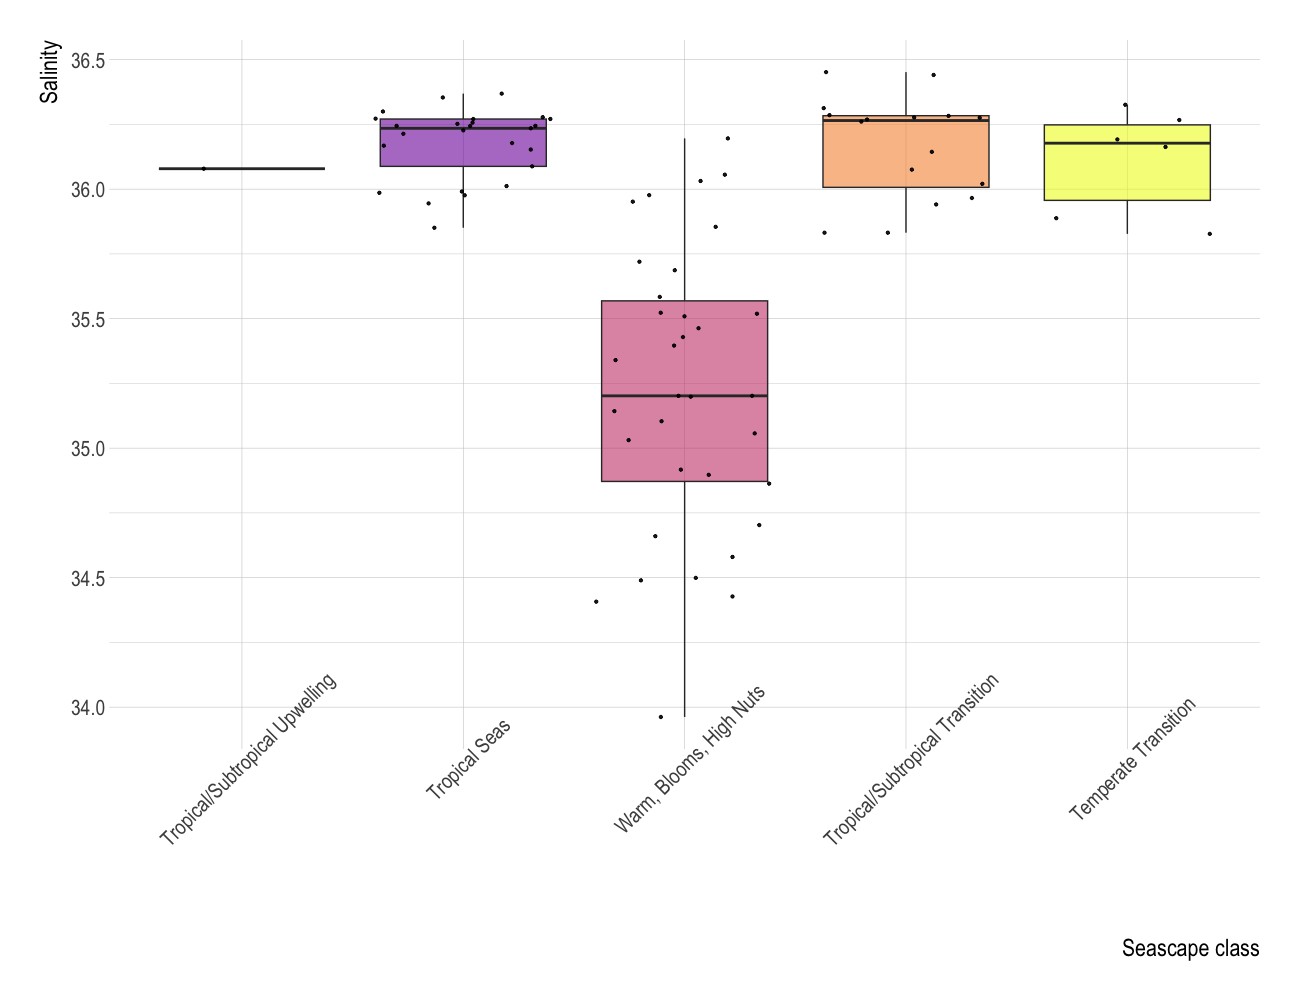 Salinity
36.5
36.0
35.5
35.0
34.5
34.0
Tropical/Subtropical Upwelling
Tropical Seas
Warm, Blooms, High Nuts
Tropical/Subtropical Transition
Temperate Transition
Seascape class